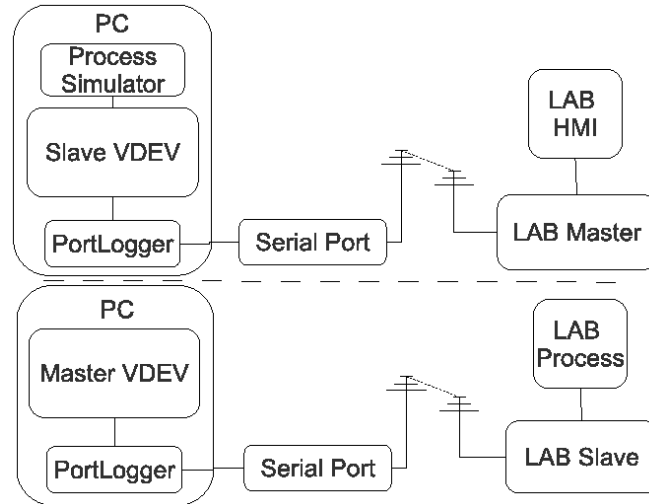 PC
Process
Simulator
Slave VDEV
PortLogger
Serial Port
LAB
HMI
LAB Master
PC
Master VDEV
PortLogger
Serial Port
LAB
Process
LAB Slave